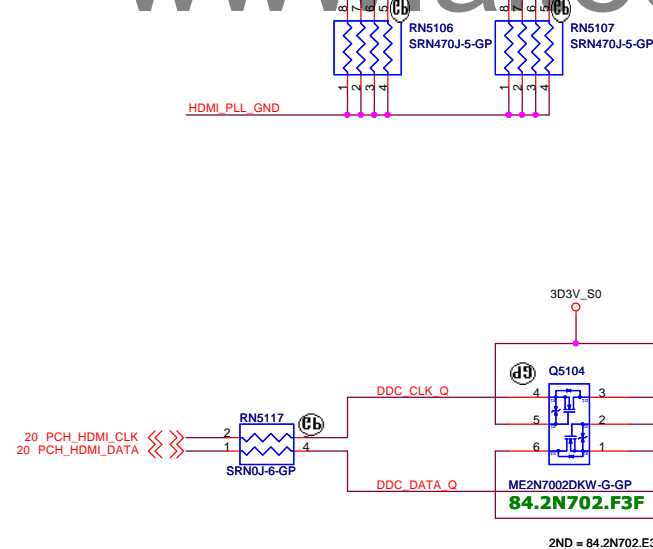 8 7 6 5
8 7 6 5
RN5106
SRN470J-5-GP
RN5107
SRN470J-5-GP
1 2 3 4
1 2 3 4
HDMI_PLL_GND
3D3V_S0
Q5104
DDC_CLK_Q
4 3
5 2
6 1
RN5117
20 PCH_HDMI_CLK
2 3
20 PCH_HDMI_DATA
1 4
SRN0J-6-GP
DDC_DATA_Q
ME2N7002DKW-G-GP
84.2N702.F3F
2ND = 84.2N702.E3